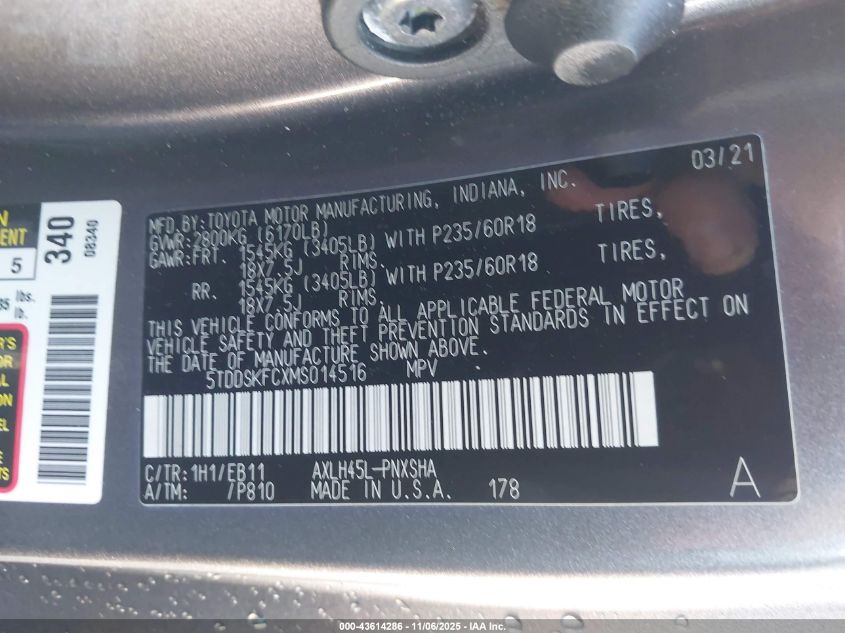 03/21
MFD.BY:TOYOTA MOTOR MANUFACTURING, INDIANA, INC.
GVWR:2800KG (6170LB)
GAWR:FRT. 1545KG (3405LB) WITH P235/60R18 TIRES,
18X7.5J RIMS.
RR. 1545KG (3405LB) WITH P235/60R18 TIRES,
18X7.5J RIMS.
THIS VEHICLE CONFORMS TO ALL APPLICABLE FEDERAL MOTOR
VEHICLE SAFETY AND THEFT PREVENTION STANDARDS IN EFFECT ON
THE DATE OF MANUFACTURE SHOWN ABOVE.
5TDDSKFCXMS014516 MPV
C/TR:1H1/EB11 AXLH45L-PNXSHA
A/TM: /P810 MADE IN U.S.A. 178 A
340
08340
5
lbs.
lb.
000-43614286 - 11/06/2025 - IAA Inc.